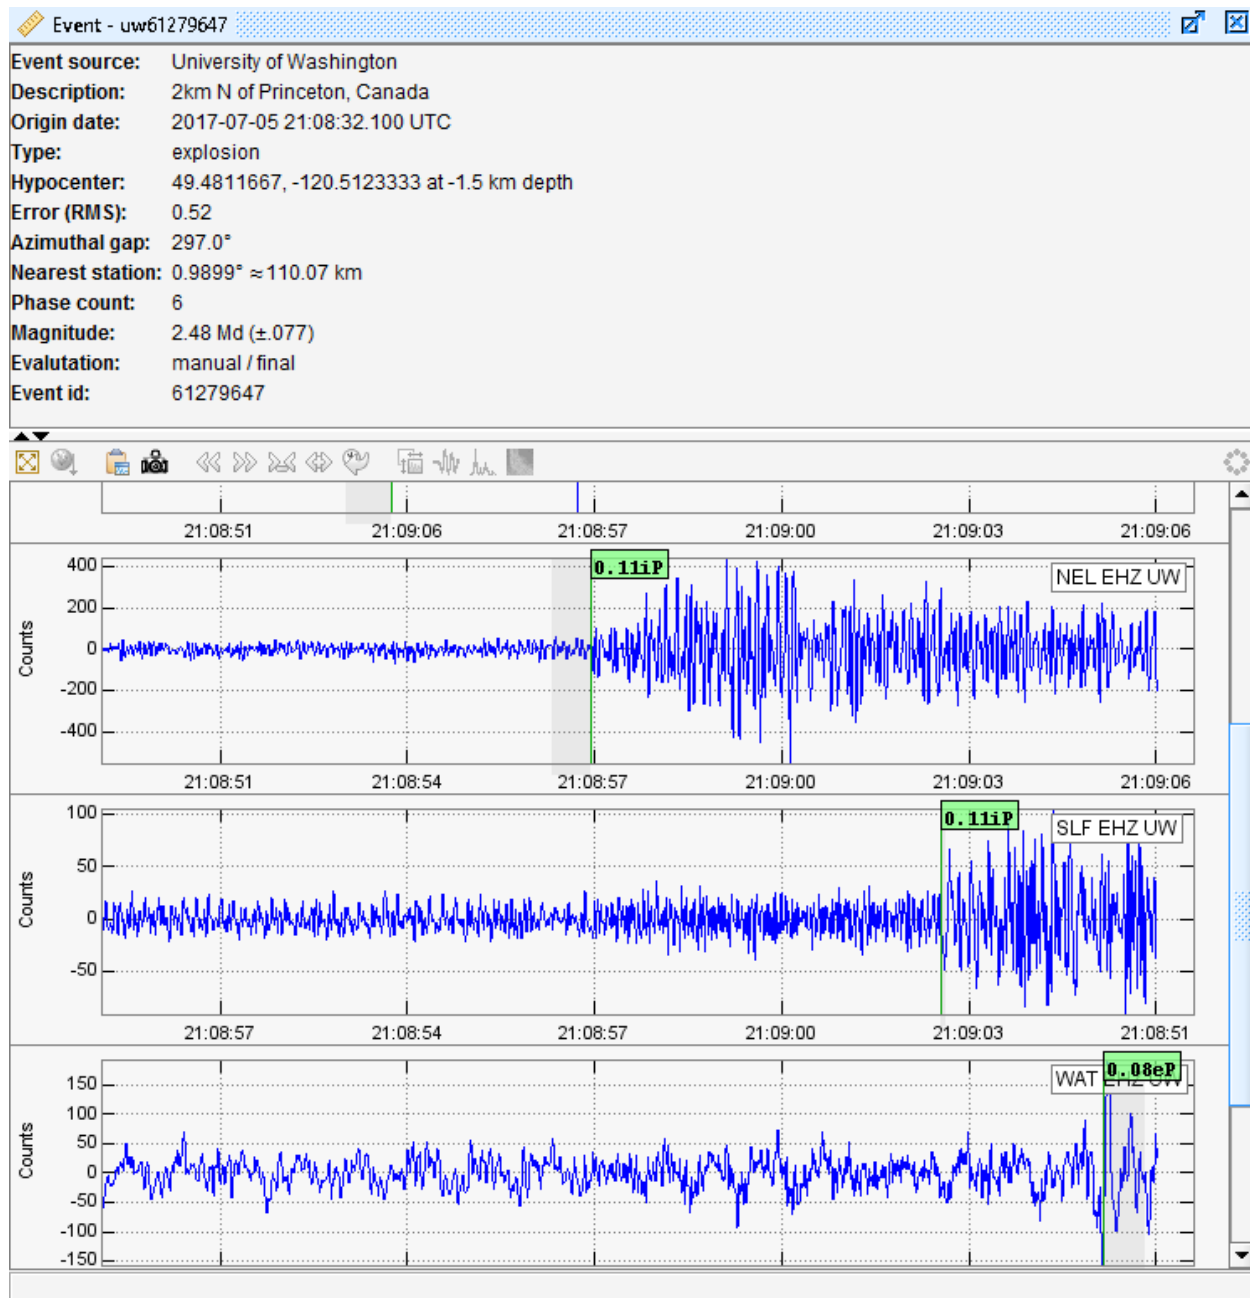 Event - uw61279647
Event source: University of Washington
Description: 2km N of Princeton, Canada
Origin date: 2017-07-05 21:08:32.100 UTC
Type: explosion
Hypocenter: 49.4811667, -120.5123333 at -1.5 km depth
Error (RMS): 0.52
Azimuthal gap: 297.0°
Nearest station: 0.9899° ≈110.07 km
Phase count: 6
Magnitude: 2.48 Md (±.077)
Evalutation: manual / final
Event id: 61279647
21:08:51 21:09:06 21:08:57 21:09:00 21:09:03 21:09:06
0.11iP
NEL EHZ UW
400
200
0
-200
-400
Counts
21:08:51 21:08:54 21:08:57 21:09:00 21:09:03 21:09:06
0.11iP
SLF EHZ UW
100
50
0
-50
Counts
21:08:57 21:08:54 21:08:57 21:09:00 21:09:03 21:08:51
0.08eP
WAT EHZ UW
150
100
50
0
-50
-100
-150
Counts